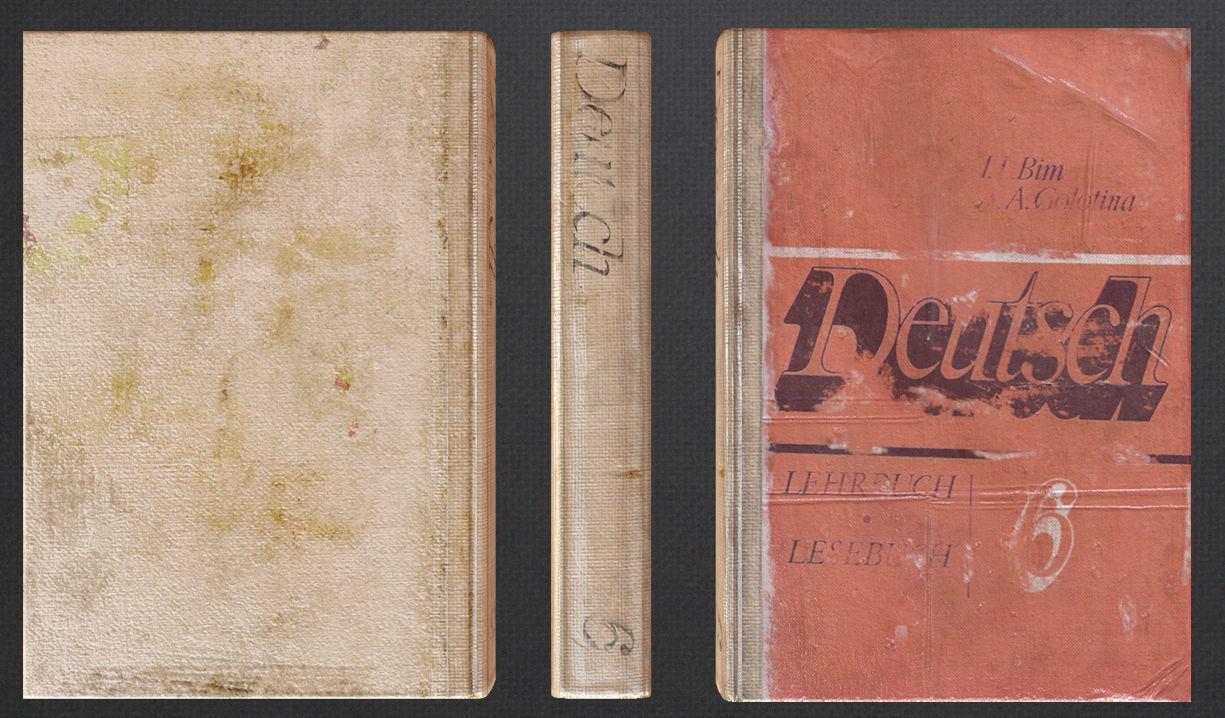 Deutsch
6
I.L. Bim
A. Golotina
Deutsch
LEHRBUCH
LESEBUCH
6